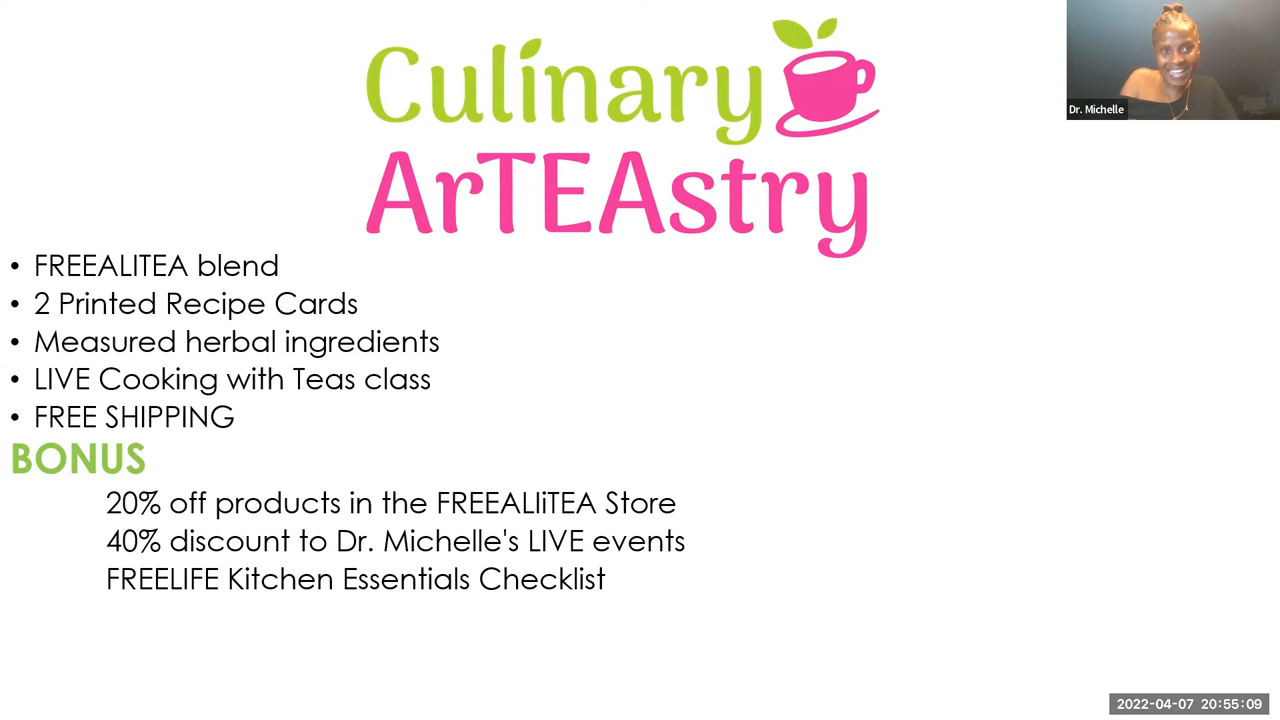 Culinary
ArTEAstry
Dr. Michelle
• FREEALITEA blend
• 2 Printed Recipe Cards
• Measured herbal ingredients
• LIVE Cooking with Teas class
• FREE SHIPPING
BONUS
20% off products in the FREEALIiTEA Store
40% discount to Dr. Michelle's LIVE events
FREELIFE Kitchen Essentials Checklist
2022-04-07 20:55:09